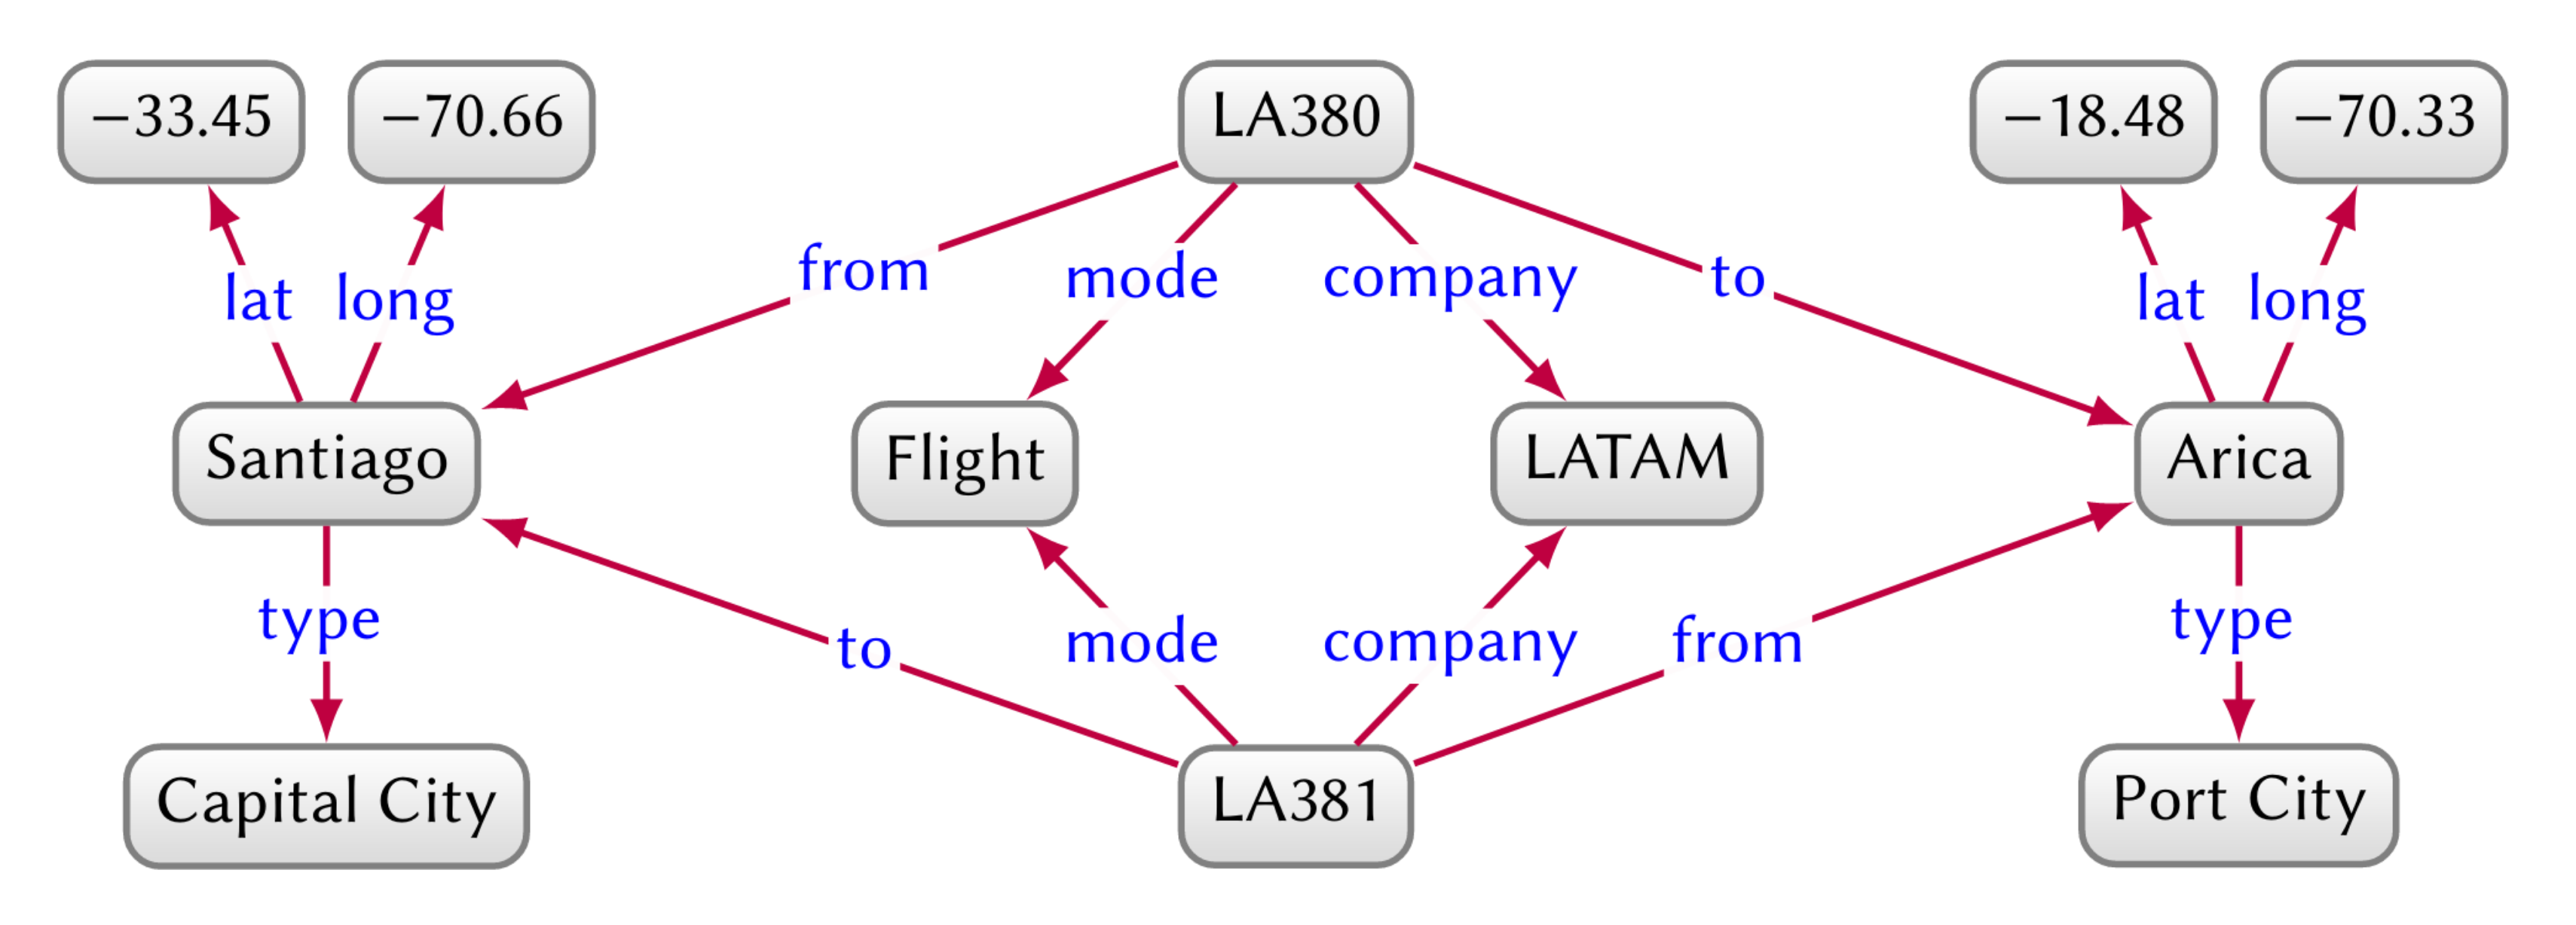 −33.45
−70.66
LA380
−18.48
−70.33
from
mode
company
to
lat
long
lat
long
Santiago
Flight
LATAM
Arica
type
to
mode
company
from
type
Capital City
LA381
Port City